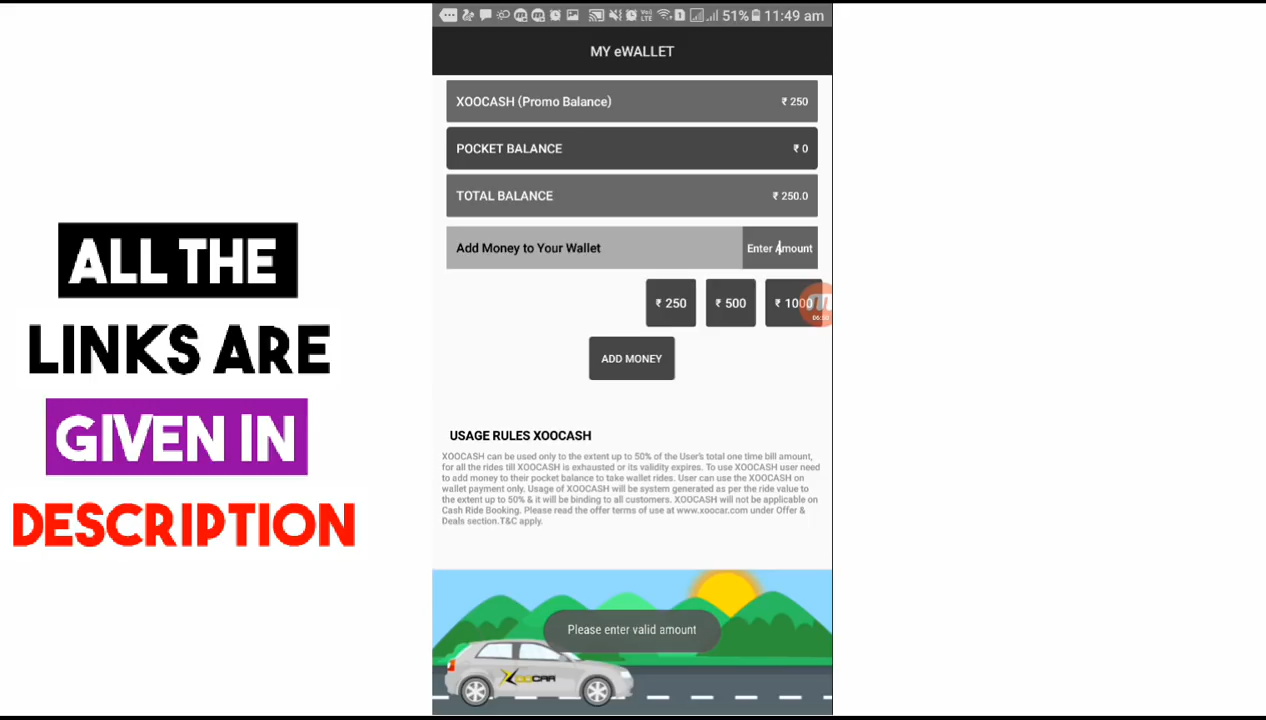 51% 11:49 am
MY eWALLET
XOOCASH (Promo Balance) ₹ 250
POCKET BALANCE ₹ 0
TOTAL BALANCE ₹ 250.0
Add Money to Your Wallet Enter Amount
₹ 250 ₹ 500 ₹ 1000
ADD MONEY
USAGE RULES XOOCASH
XOOCASH can be used only to the extent up to 50% of the User's total one time bill amount,
for all the rides till XOOCASH is exhausted or its validity expires. To use XOOCASH user need
to add money to their pocket balance to take wallet rides. User can use the XOOCASH on
wallet payment only. Usage of XOOCASH will be system generated as per the ride value to
the extent up to 50% & it will be binding to all customers. XOOCASH will not be applicable on
Cash Ride Booking. Please read the offer terms of use at www.xoocar.com under Offer &
Deals section.T&C apply.
Please enter valid amount
XOOCAR
ALL THE
LINKS ARE
GIVEN IN
DESCRIPTION